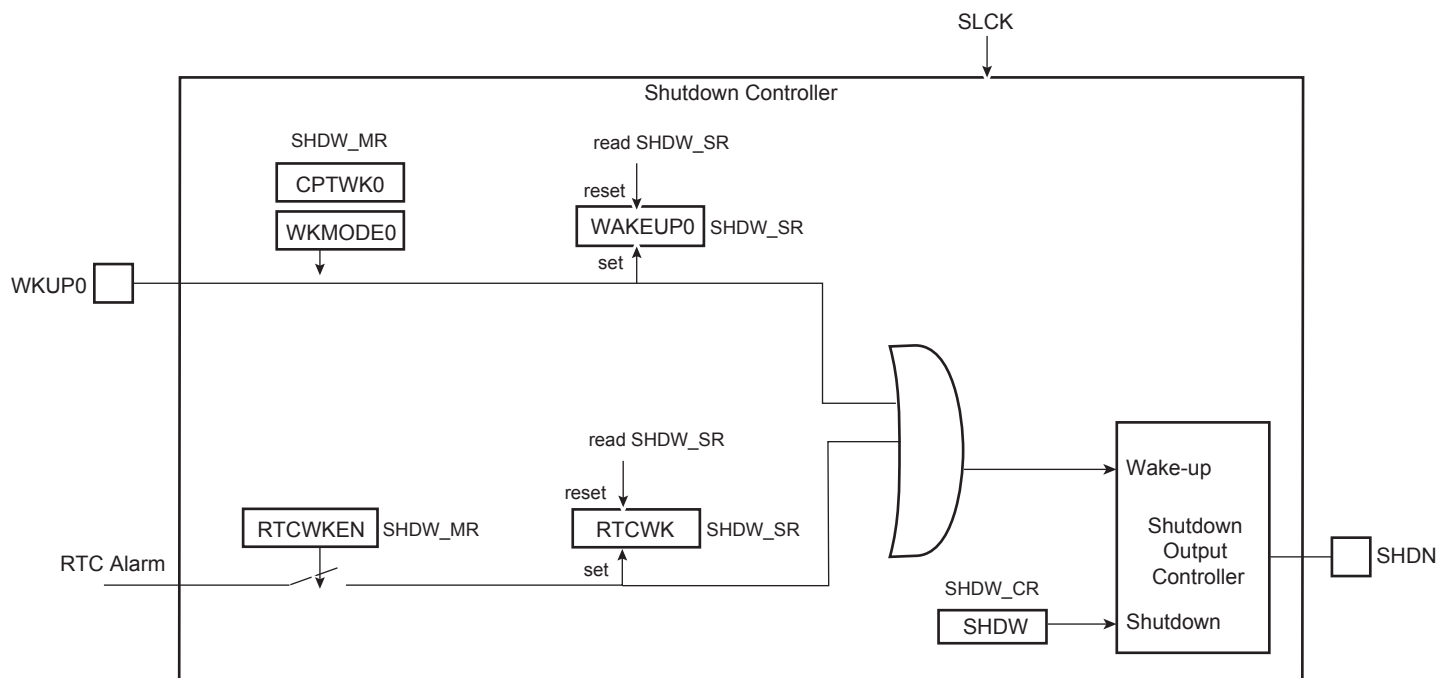 SLCK
Shutdown Controller
SHDW_MR
read SHDW_SR
CPTWK0
reset
WKMODE0
WAKEUP0
SHDW_SR
set
WKUP0
read SHDW_SR
Wake-up
reset
RTCWKEN
SHDW_MR
RTCWK
SHDW_SR
Shutdown
Output
Controller
SHDN
RTC Alarm
set
SHDW_CR
SHDW
Shutdown